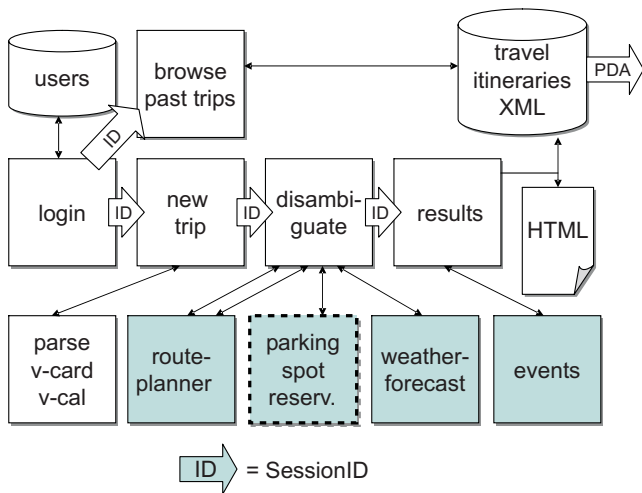 users
browse
past trips
travel
itineraries
XML
PDA
ID
login
ID
new
trip
ID
disambi-
guate
ID
results
HTML
parse
v-card
v-cal
route-
planner
parking
spot
reserv.
weather-
forecast
events
ID = SessionID